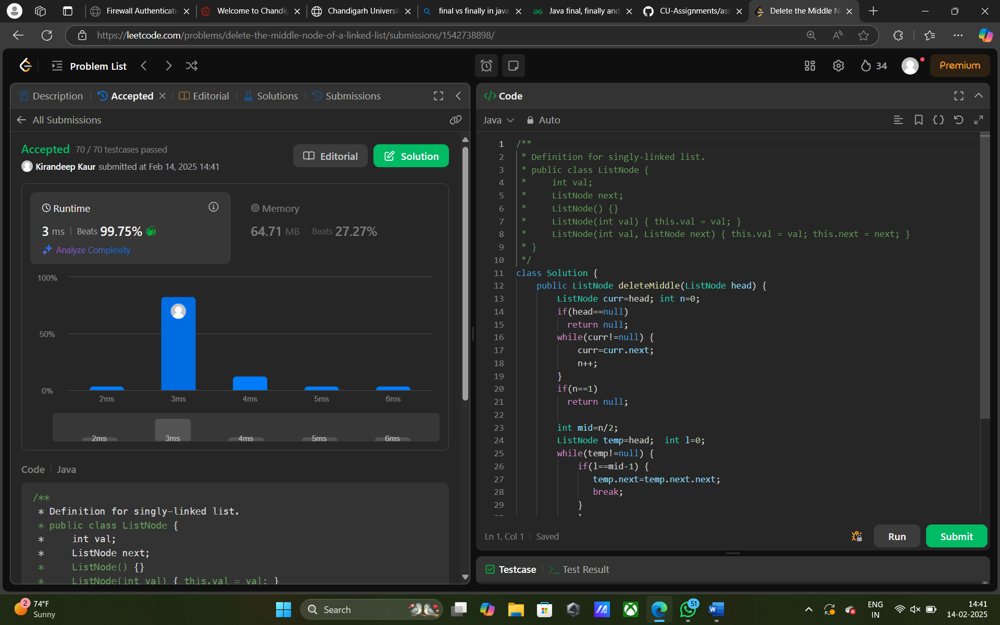 Firewall Authenticati
Welcome to Chandig
Chandigarh Universit
final vs finally in java
Java final, finally and
CU-Assignments/ass
Delete the Middle N
https://leetcode.com/problems/delete-the-middle-node-of-a-linked-list/submissions/1542738898/
Problem List
34
Premium
Description
Accepted
Editorial
Solutions
Submissions
All Submissions
Accepted 70 / 70 testcases passed
Kirandeep Kaur submitted at Feb 14, 2025 14:41
Editorial
Solution
Runtime
3 ms | Beats 99.75%
Analyze Complexity
Memory
64.71 MB | Beats 27.27%
100%
50%
0%
2ms 3ms 4ms 5ms 6ms
2ms 3ms 4ms 5ms 6ms
Code | Java
/**
* Definition for singly-linked list.
* public class ListNode {
*     int val;
*     ListNode next;
*     ListNode() {}
*     ListNode(int val) { this.val = val; }
</> Code
Java
Auto
1 /**
2 * Definition for singly-linked list.
3 * public class ListNode {
4 *     int val;
5 *     ListNode next;
6 *     ListNode() {}
7 *     ListNode(int val) { this.val = val; }
8 *     ListNode(int val, ListNode next) { this.val = val; this.next = next; }
9 * }
10 */
11 class Solution {
12     public ListNode deleteMiddle(ListNode head) {
13         ListNode curr=head; int n=0;
14         if(head==null)
15           return null;
16         while(curr!=null) {
17             curr=curr.next;
18             n++;
19         }
20         if(n==1)
21           return null;
22
23         int mid=n/2;
24         ListNode temp=head;  int l=0;
25         while(temp!=null) {
26             if(l==mid-1) {
27                temp.next=temp.next.next;
28                break;
29             }
Ln 1, Col 1 | Saved
Run
Submit
Testcase
Test Result
2
74°F
Sunny
Search
51
ENG
IN
14:41
14-02-2025